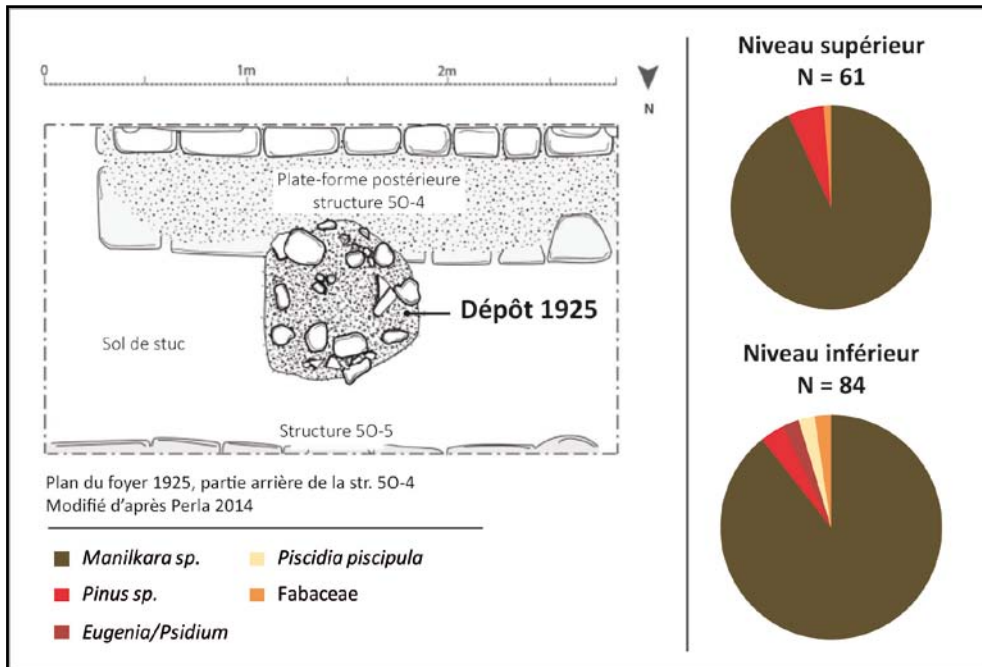 0 1m 2m
N
Plate-forme postérieure
structure 5O-4
Dépôt 1925
Sol de stuc
Structure 5O-5
Plan du foyer 1925, partie arrière de la str. 5O-4
Modifié d'après Perla 2014
Manilkara sp.
Pinus sp.
Eugenia/Psidium
Piscidia piscipula
Fabaceae
Niveau supérieur
N = 61
Niveau inférieur
N = 84